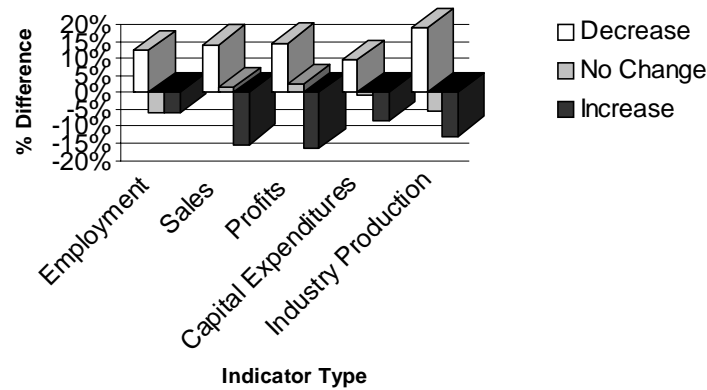 20%
15%
10%
5%
0%
-5%
-10%
-15%
-20%
% Difference
Employment
Sales
Profits
Capital Expenditures
Industry Production
Indicator Type
Decrease
No Change
Increase